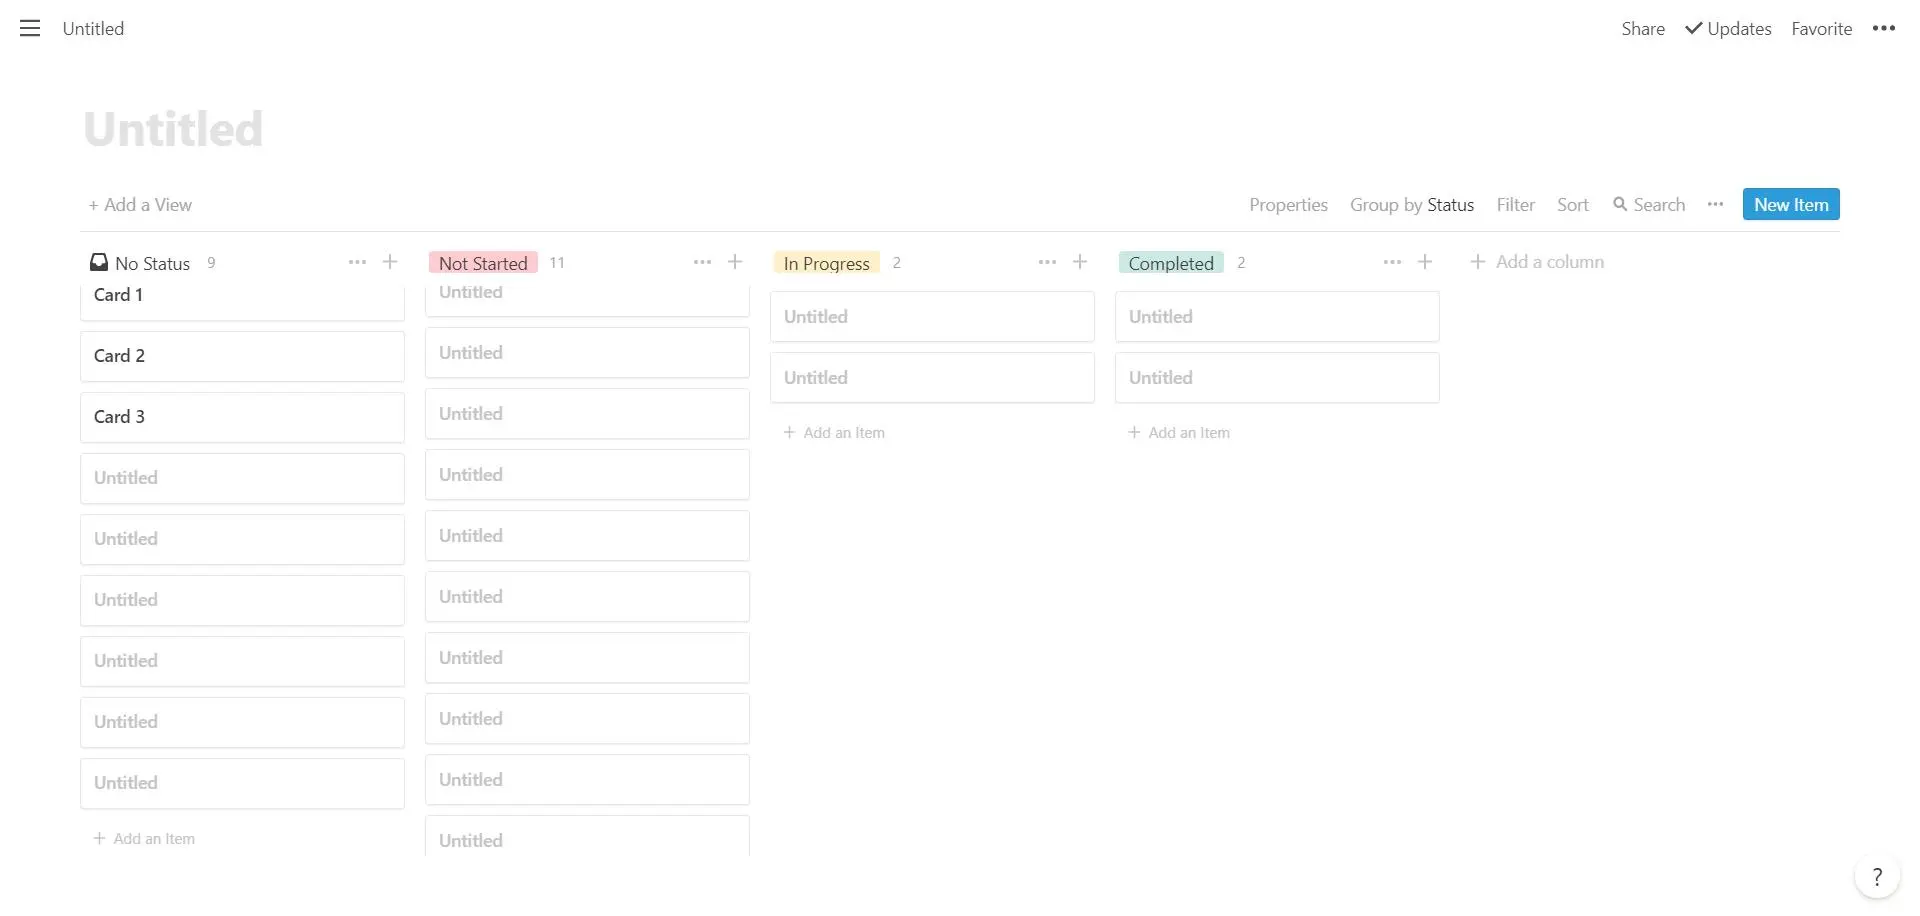 Untitled
Share Updates Favorite
Untitled
+ Add a View
Properties Group by Status Filter Sort Search New Item
No Status 9
Card 1
Card 2
Card 3
Untitled
Untitled
Untitled
Untitled
Untitled
Untitled
+ Add an Item
Not Started 11
Untitled
Untitled
Untitled
Untitled
Untitled
Untitled
Untitled
Untitled
Untitled
Untitled
In Progress 2
Untitled
Untitled
+ Add an Item
Completed 2
Untitled
Untitled
+ Add an Item
+ Add a column
?